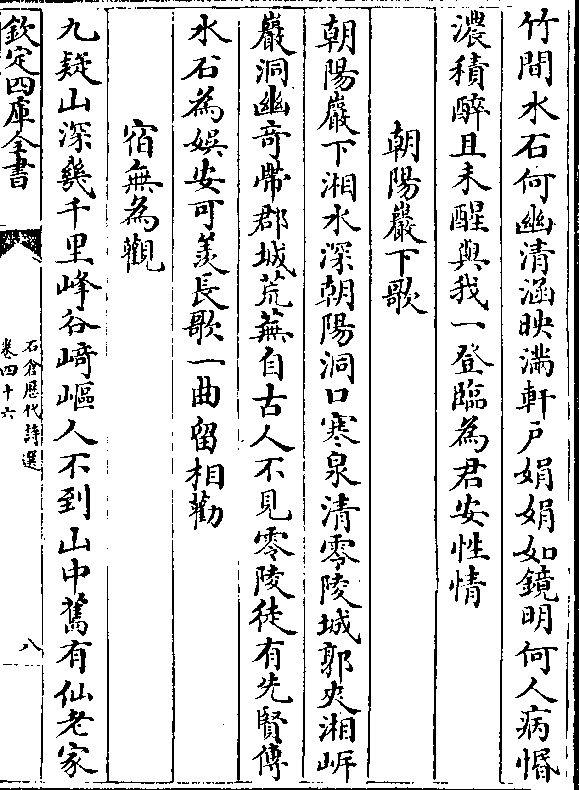 竹間水石何幽清涵映滿軒戸娟娟如鏡明何人病惛
濃積醉且未醒與我一登臨為君安性情
朝陽巖下歌
朝陽巖下湘水深朝陽洞口寒泉清零陵城郭夾湘岍
巖洞幽竒帶郡城荒蕪自古人不見零陵徒有先賢傳
水石為娯安可羡長歌一曲留相勸
宿無為觀
九疑山深㡬千里峰谷﨑嶇人不到山中舊有仙老家
欽定四庫全書
石倉歴代詩選
卷四十六
八